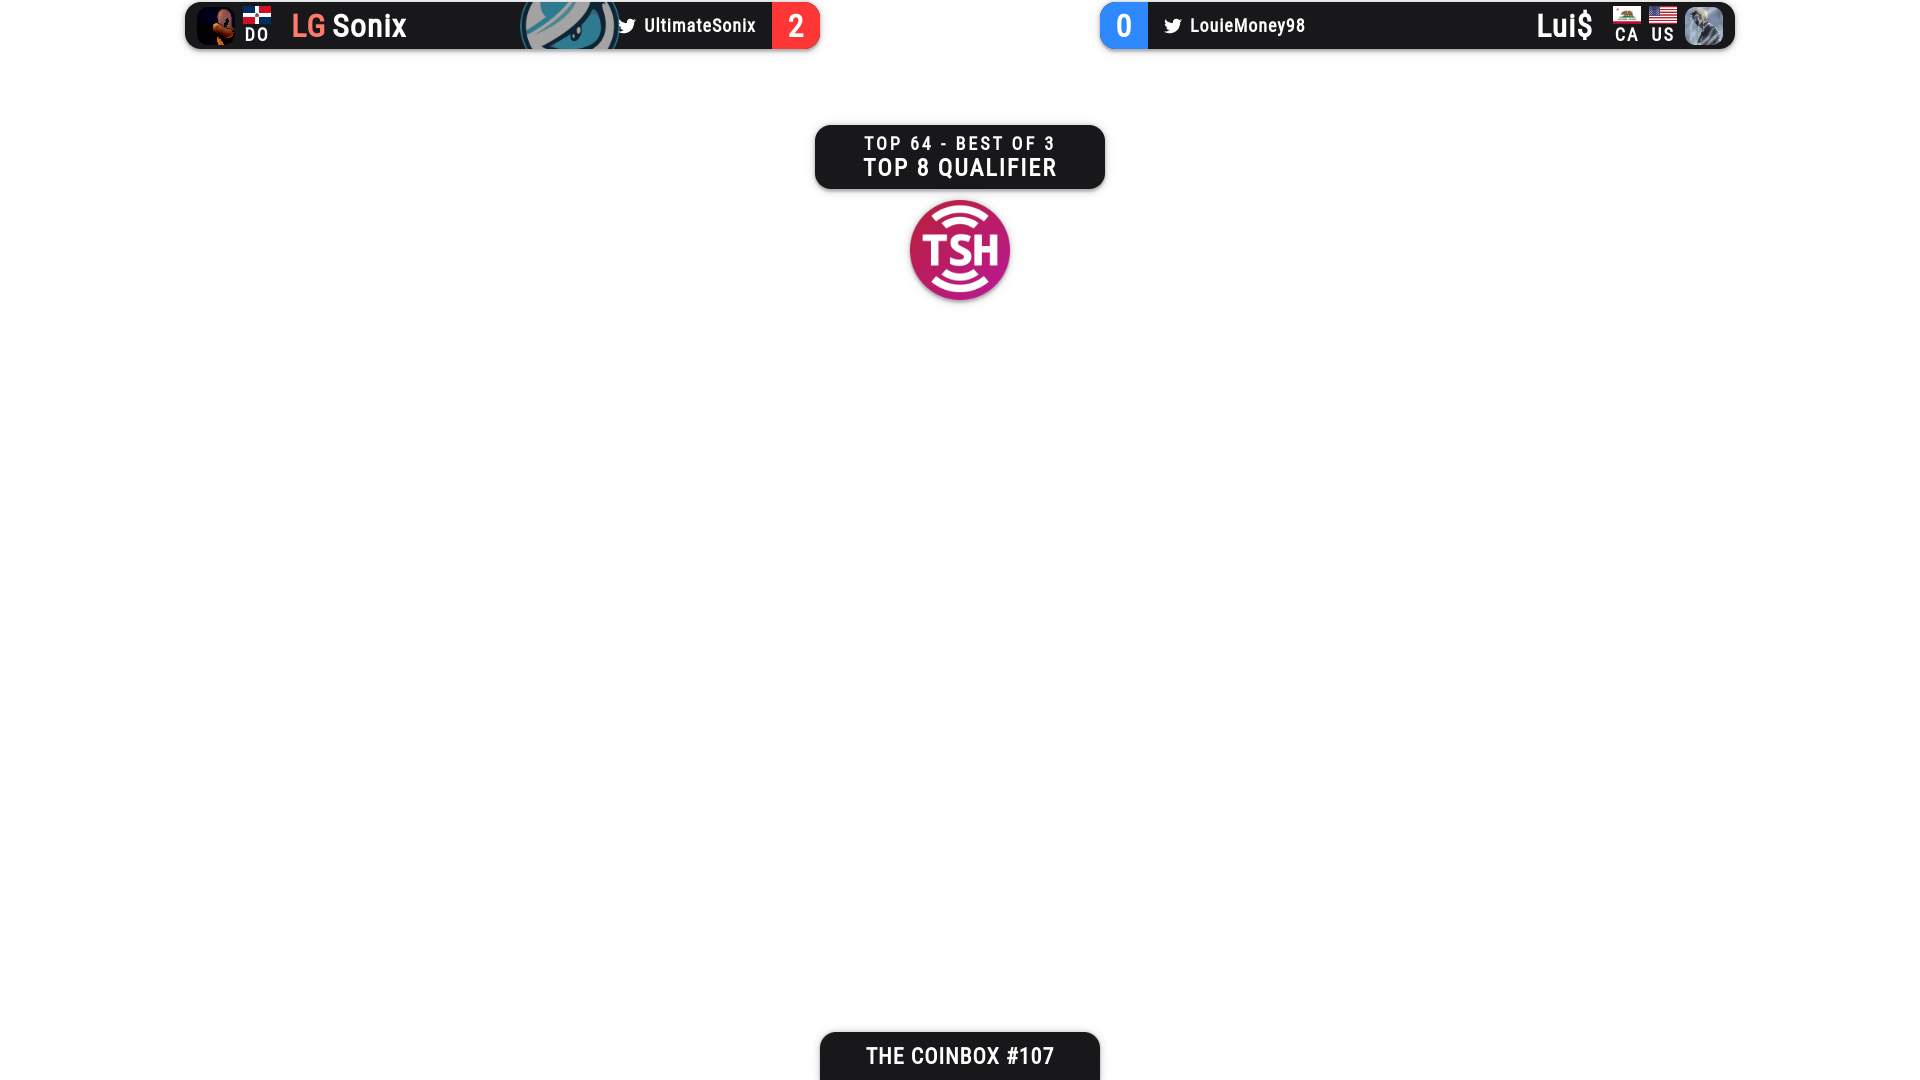 DO LG Sonix UltimateSonix 2
0 LouieMoney98 Lui$ CA US
TOP 64 - BEST OF 3
TOP 8 QUALIFIER
TSH
THE COINBOX #107